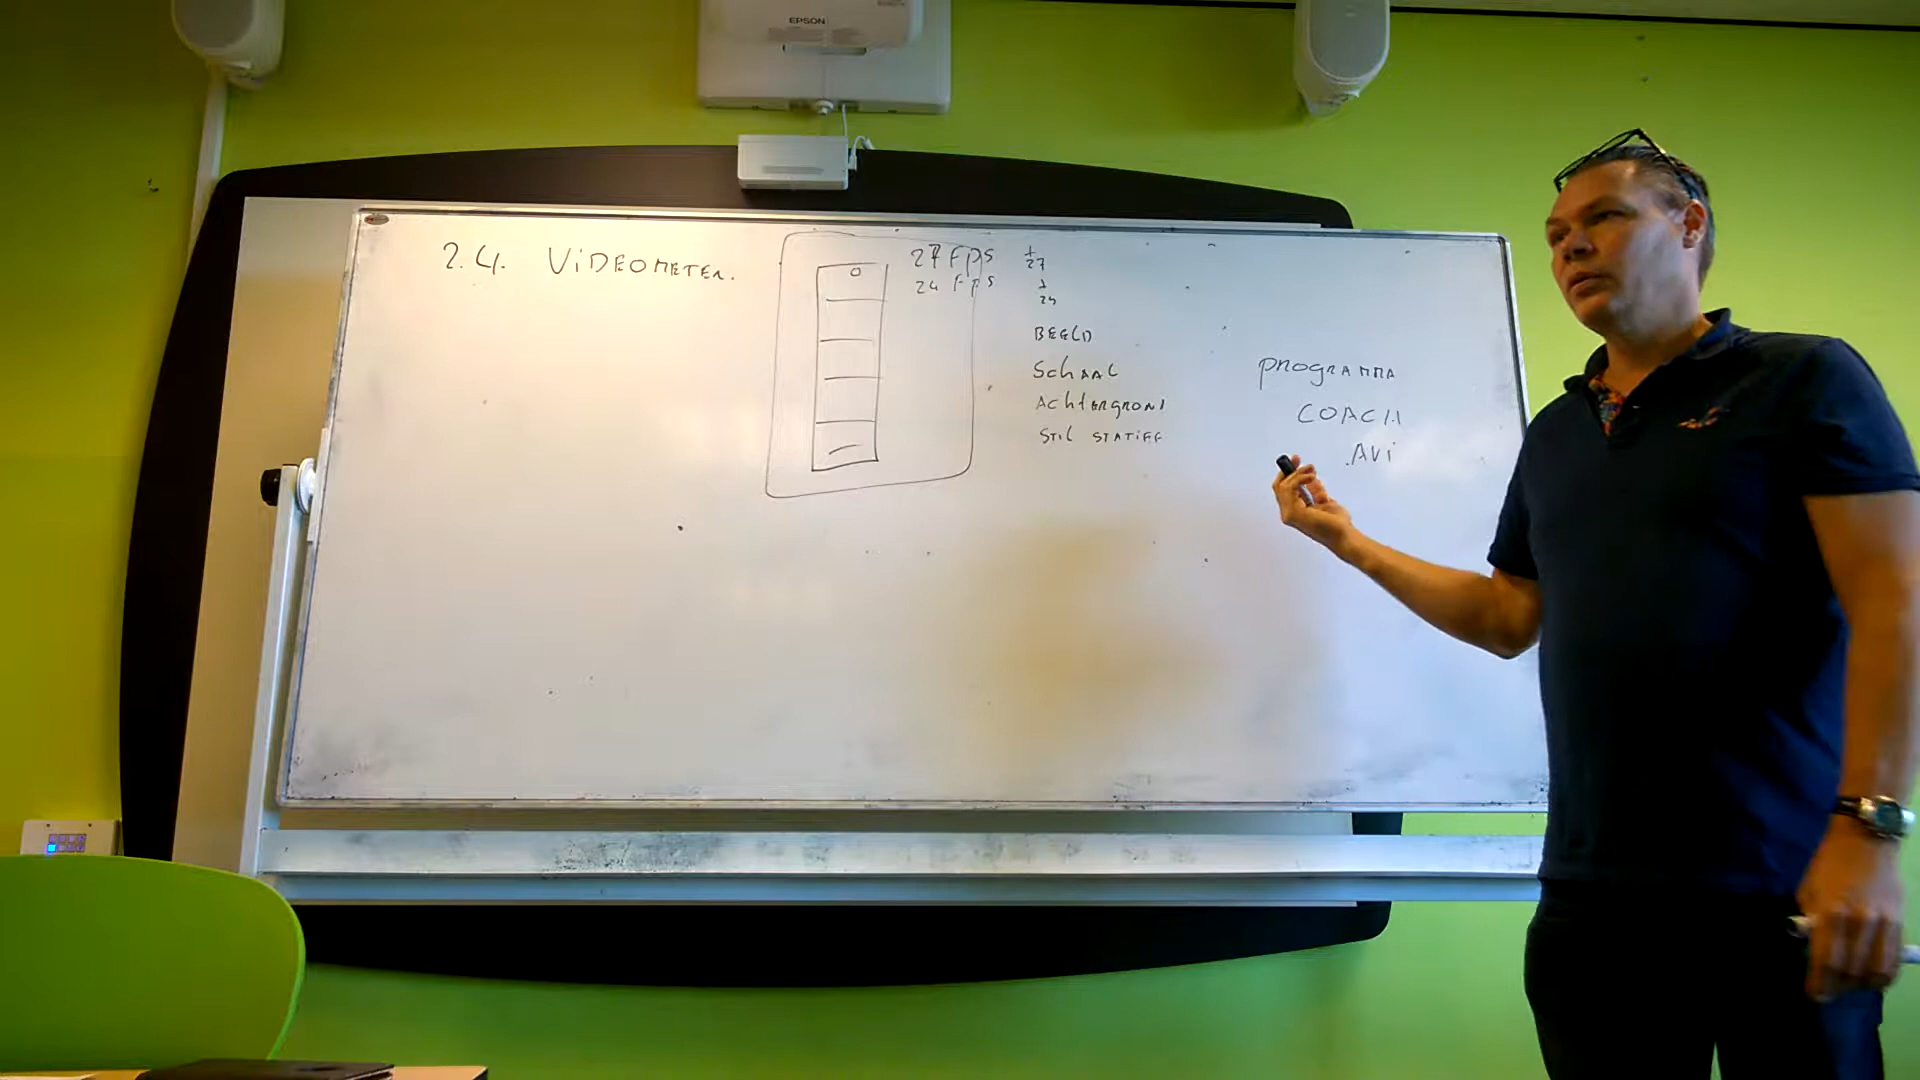 EPSON
2.4. ViDEOMETER.
27 fps 1/27
24 fps 1/24
BEELD
SCHAAL
ACHTERGROND
STIL STATIEF
PROGRAMMA
COACH
.AVi